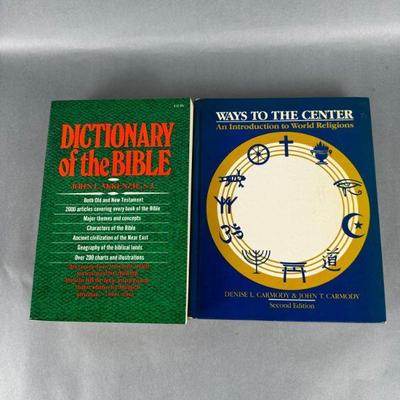 DICTIONARY
of the BIBLE
JOHN L. McKENZIE, S.J.
Both Old and New Testament
2000 articles covering every book of the Bible
Major themes and concepts
Characters of the Bible
Ancient civilization of the Near East
Geography of the biblical lands
Over 200 charts and illustrations
WAYS TO THE CENTER
An Introduction to World Religions
DENISE L. CARMODY & JOHN T. CARMODY
Second Edition